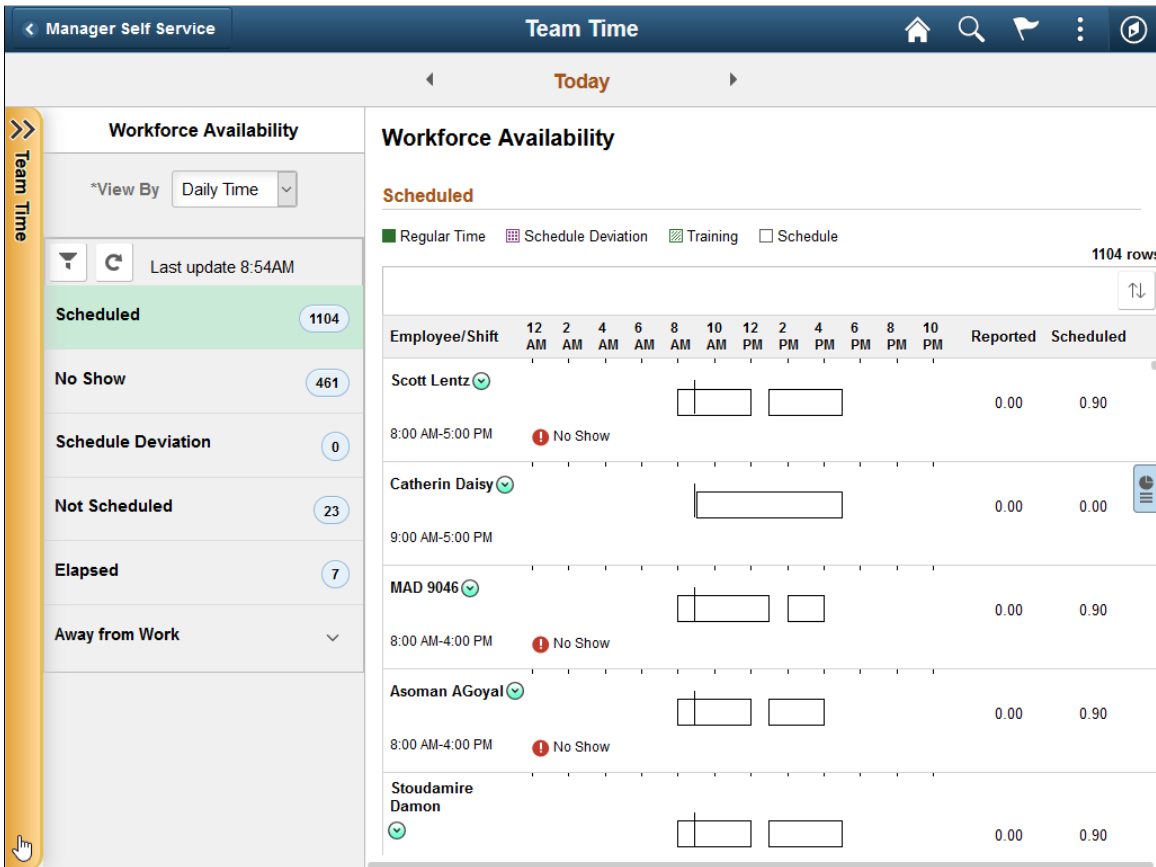 Manager Self Service
Team Time
Today
Team Time
Workforce Availability
*View By Daily Time
Last update 8:54AM
Scheduled 1104
No Show 461
Schedule Deviation 0
Not Scheduled 23
Elapsed 7
Away from Work
Workforce Availability
Scheduled
Regular Time Schedule Deviation Training Schedule
1104 rows
Employee/Shift 12 AM 2 AM 4 AM 6 AM 8 AM 10 AM 12 PM 2 PM 4 PM 6 PM 8 PM 10 PM Reported Scheduled
Scott Lentz
0.00 0.90
8:00 AM-5:00 PM No Show
Catherin Daisy
0.00 0.00
9:00 AM-5:00 PM
MAD 9046
0.00 0.90
8:00 AM-4:00 PM No Show
Asoman AGoyal
0.00 0.90
8:00 AM-4:00 PM No Show
Stoudamire
Damon
0.00 0.90